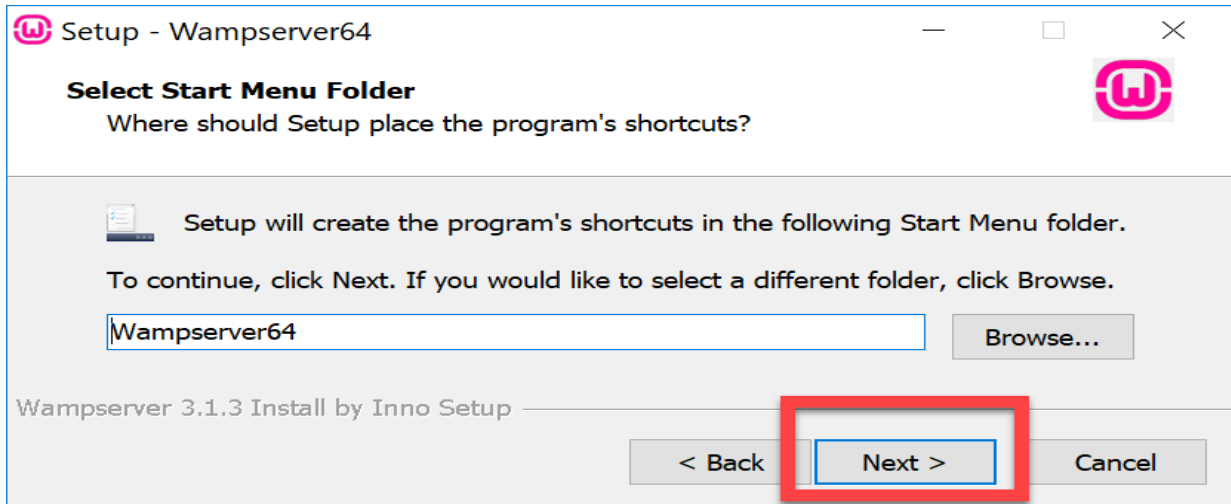 Setup - Wampserver64
Select Start Menu Folder
Where should Setup place the program's shortcuts?
Setup will create the program's shortcuts in the following Start Menu folder.
To continue, click Next. If you would like to select a different folder, click Browse.
Wampserver64
Browse...
Wampserver 3.1.3 Install by Inno Setup
< Back
Next >
Cancel